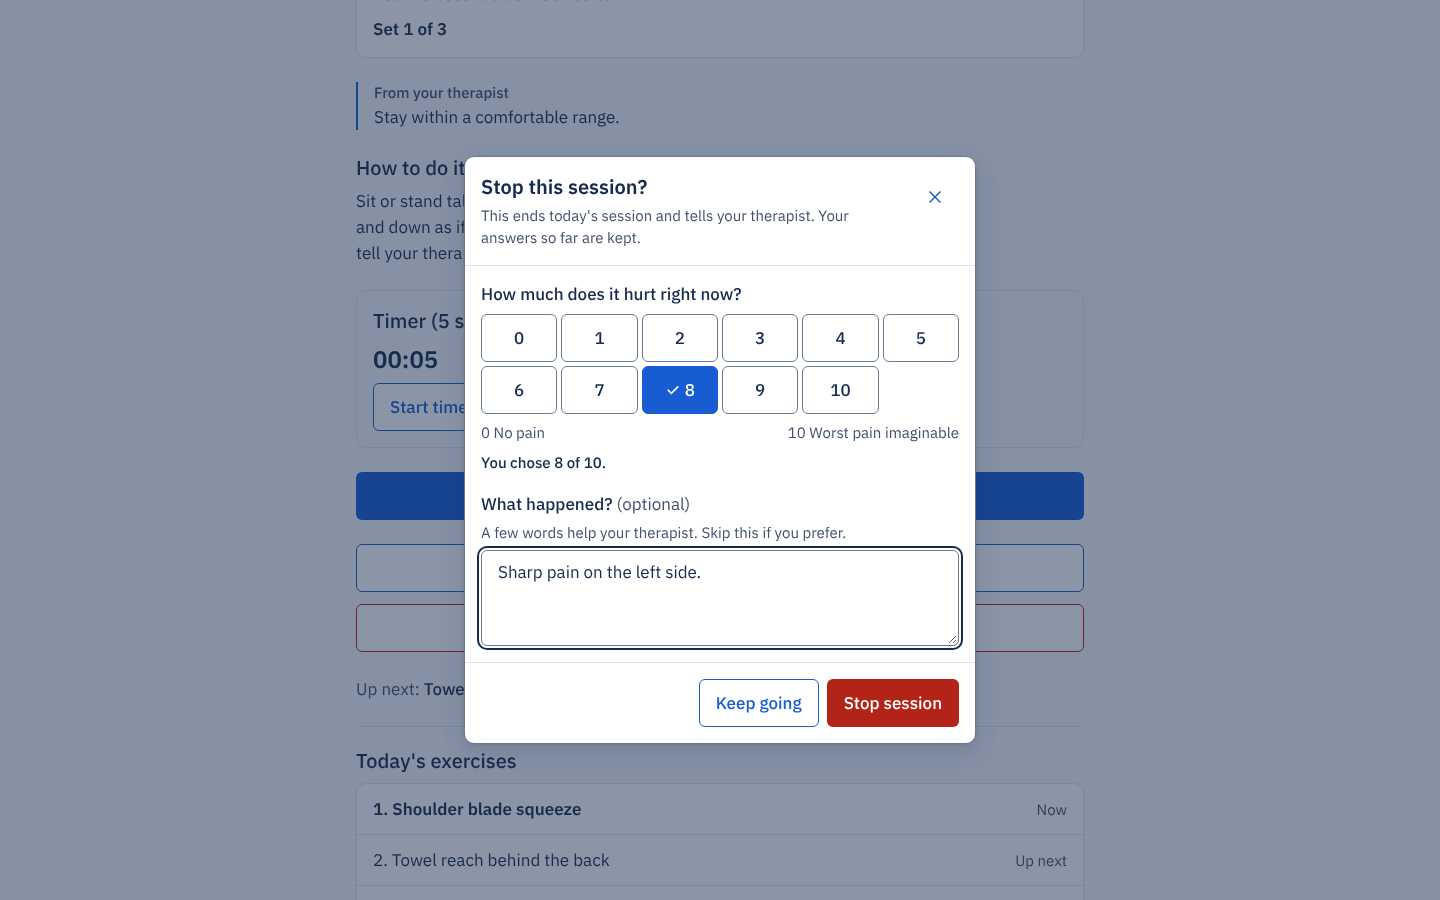 Set 1 of 3
From your therapist
Stay within a comfortable range.
How to do it
Sit or stand tal
and down as if
tell your thera
Timer (5 s
00:05
Start time
Stop this session?
This ends today's session and tells your therapist. Your
answers so far are kept.
How much does it hurt right now?
0 1 2 3 4 5
6 7 8 9 10
0 No pain 10 Worst pain imaginable
You chose 8 of 10.
What happened? (optional)
A few words help your therapist. Skip this if you prefer.
Sharp pain on the left side.
Keep going Stop session
Up next: Towe
Today's exercises
1. Shoulder blade squeeze Now
2. Towel reach behind the back Up next